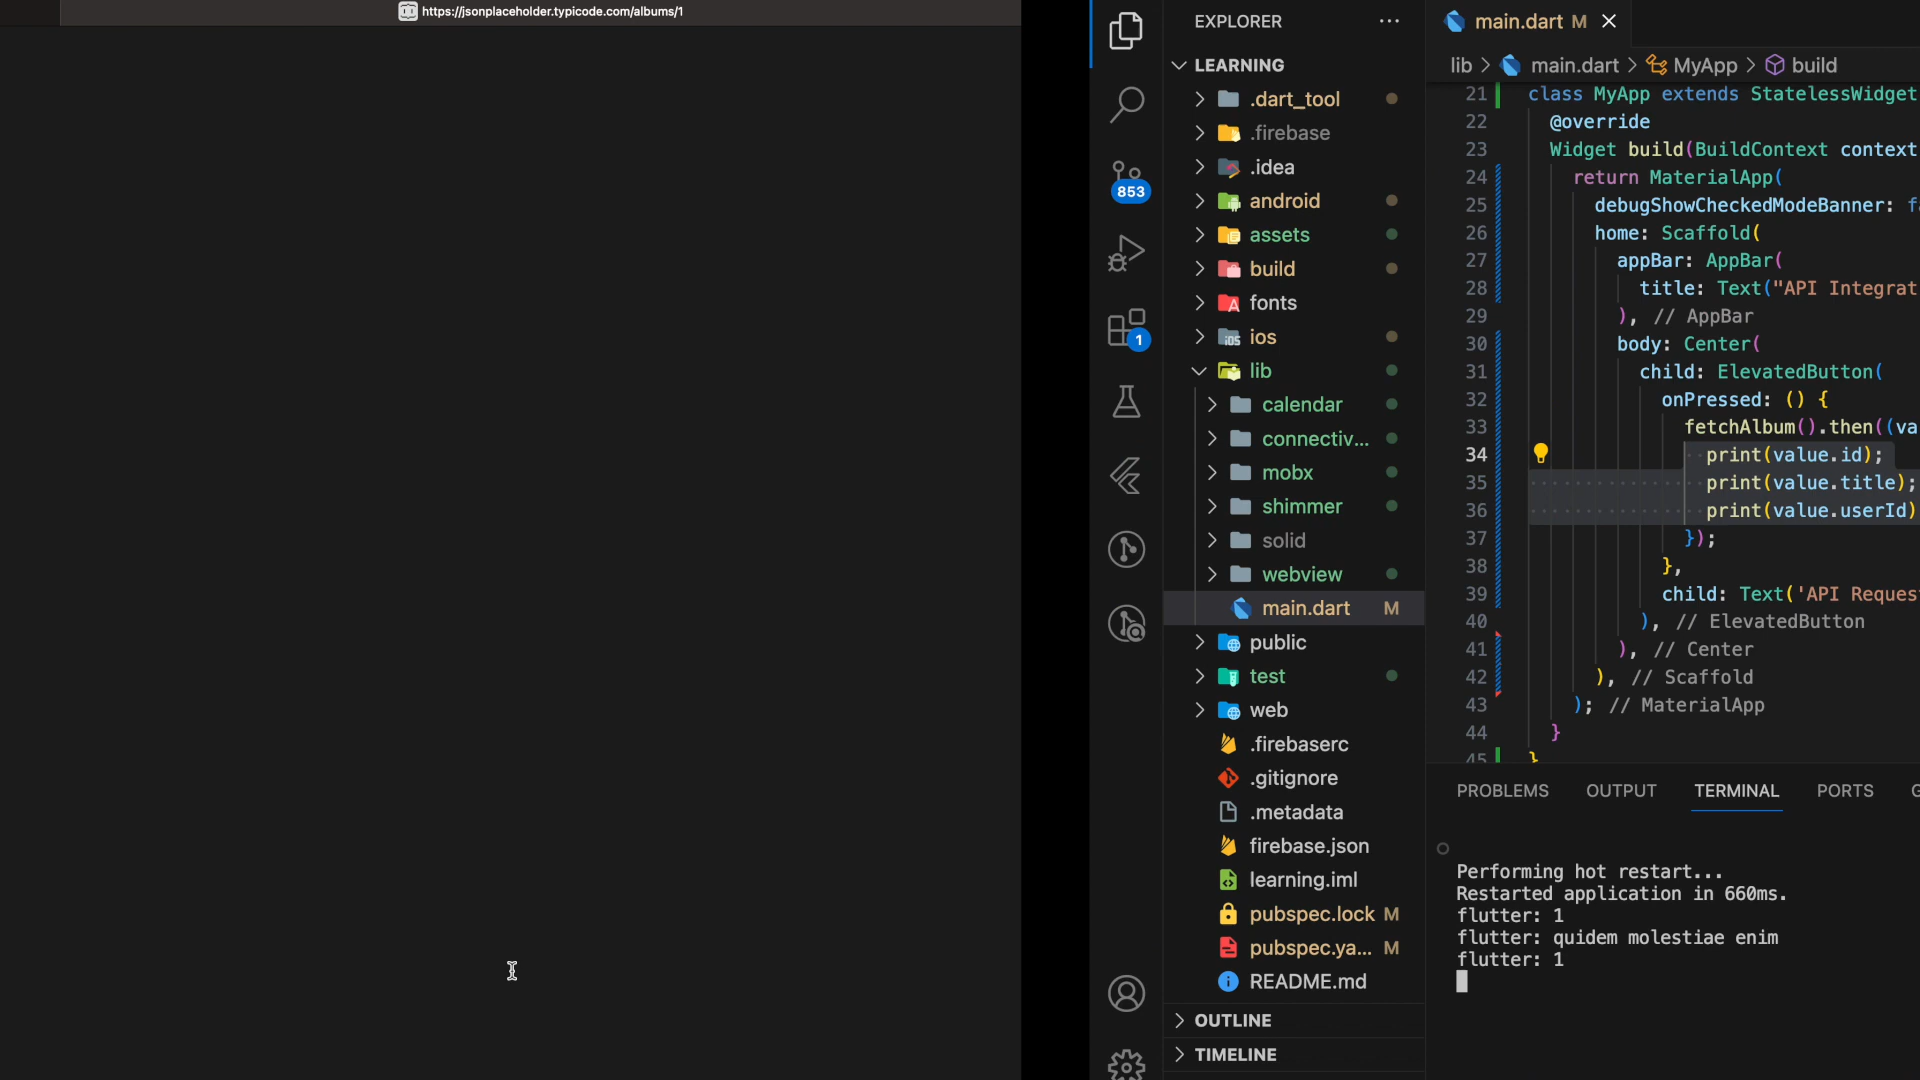 https://jsonplaceholder.typicode.com/albums/1
EXPLORER
LEARNING
.dart_tool
.firebase
.idea
android
assets
build
fonts
ios
lib
calendar
connectiv...
mobx
shimmer
solid
webview
main.dart M
public
test
web
.firebaserc
.gitignore
.metadata
firebase.json
learning.iml
pubspec.lock M
pubspec.ya... M
README.md
OUTLINE
TIMELINE
853
1
main.dart M
lib > main.dart > MyApp > build
21 class MyApp extends StatelessWidget
22 @override
23 Widget build(BuildContext context
24 return MaterialApp(
25 debugShowCheckedModeBanner: f
26 home: Scaffold(
27 appBar: AppBar(
28 title: Text("API Integrat
29 ), // AppBar
30 body: Center(
31 child: ElevatedButton(
32 onPressed: () {
33 fetchAlbum().then((va
34 print(value.id);
35 print(value.title);
36 print(value.userId)
37 });
38 },
39 child: Text('API Reques
40 ), // ElevatedButton
41 ), // Center
42 ), // Scaffold
43 ); // MaterialApp
44 }
45 }
PROBLEMS OUTPUT TERMINAL PORTS
Performing hot restart...
Restarted application in 660ms.
flutter: 1
flutter: quidem molestiae enim
flutter: 1